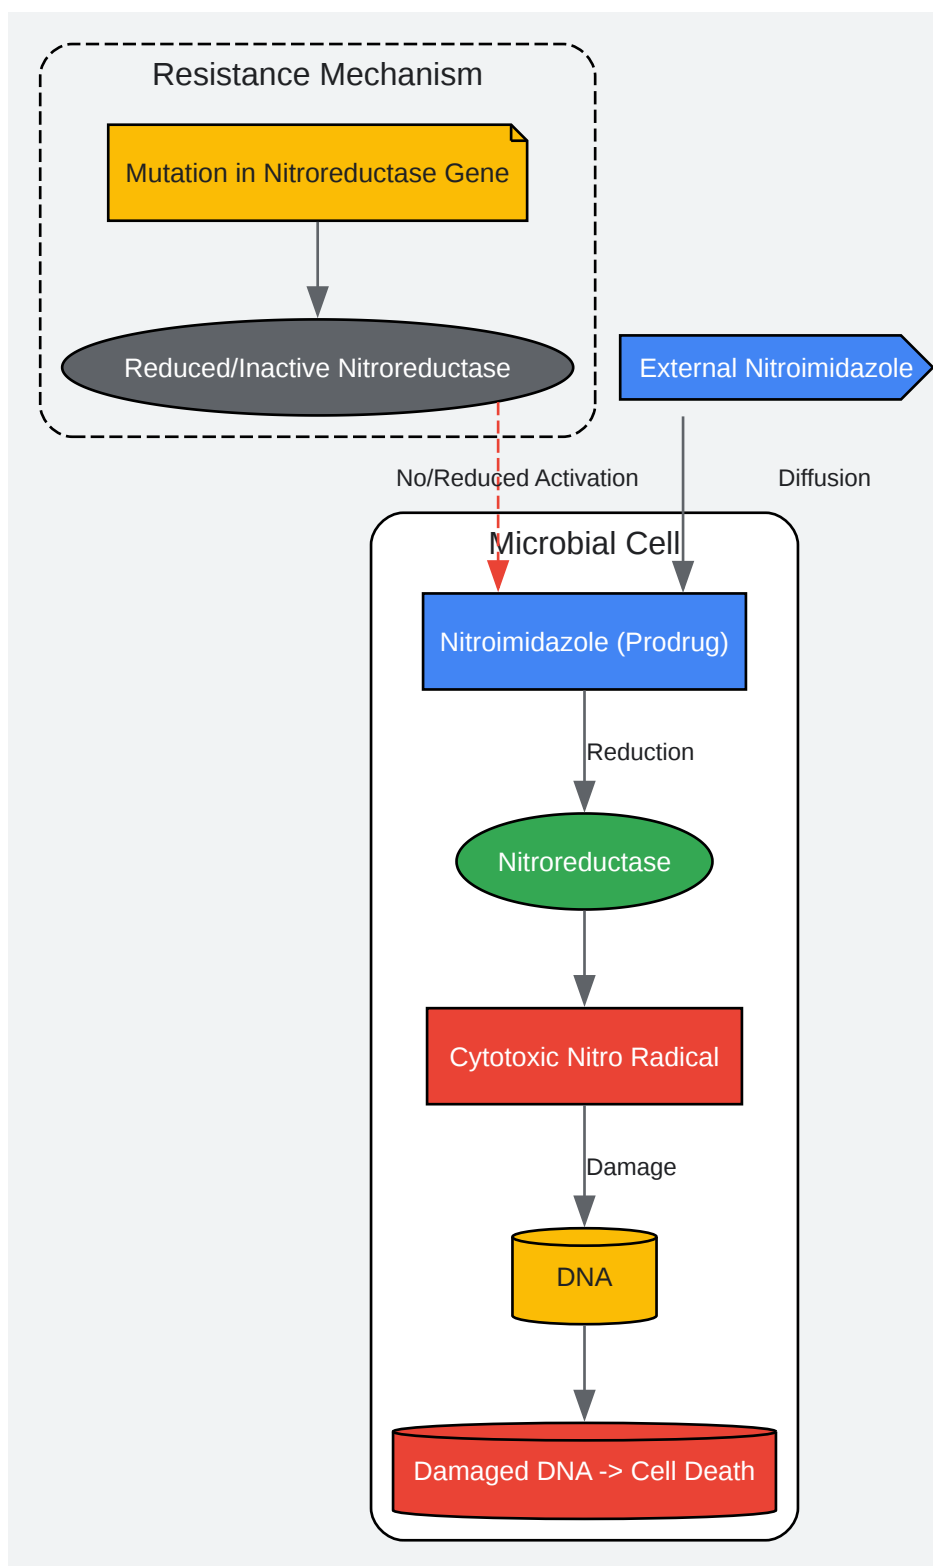 Resistance Mechanism
Mutation in Nitroreductase Gene
Reduced/Inactive Nitroreductase
External Nitroimidazole
No/Reduced Activation
Diffusion
Microbial Cell
Nitroimidazole (Prodrug)
Reduction
Nitroreductase
Cytotoxic Nitro Radical
Damage
DNA
Damaged DNA -> Cell Death